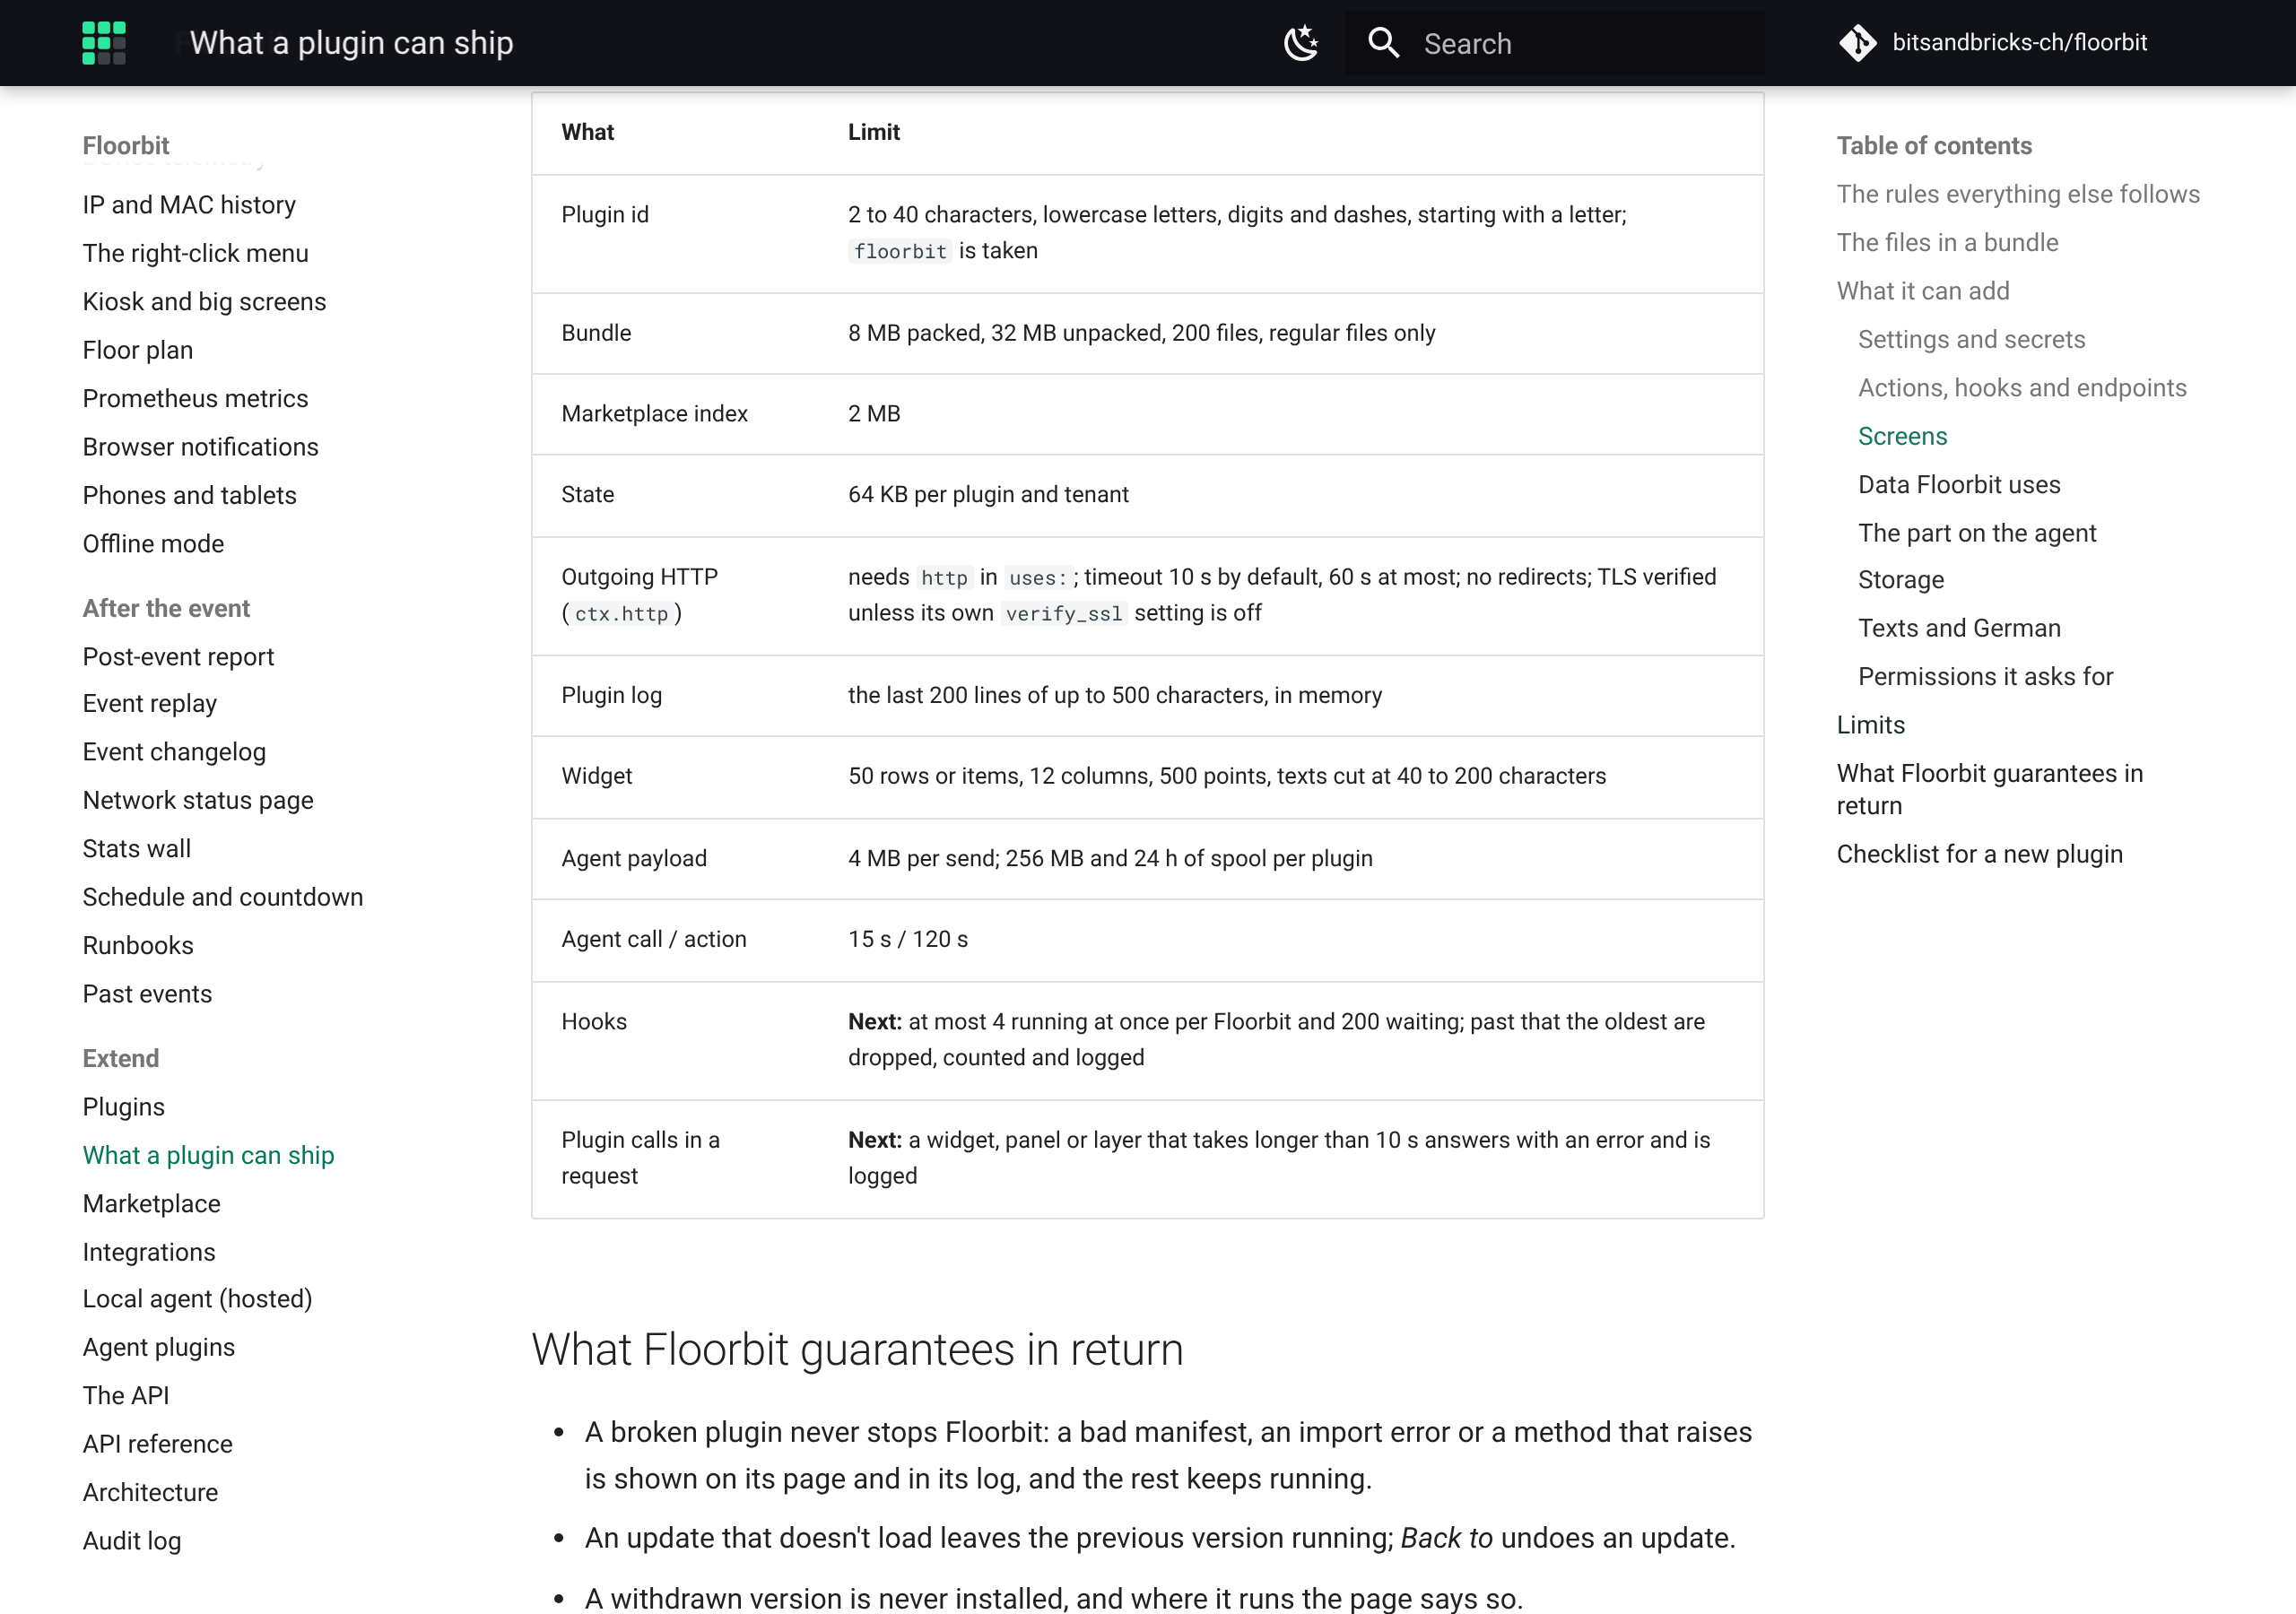 What a plugin can ship
Search
bitsandbricks-ch/floorbit
Floorbit
IP and MAC history
The right-click menu
Kiosk and big screens
Floor plan
Prometheus metrics
Browser notifications
Phones and tablets
Offline mode
After the event
Post-event report
Event replay
Event changelog
Network status page
Stats wall
Schedule and countdown
Runbooks
Past events
Extend
Plugins
What a plugin can ship
Marketplace
Integrations
Local agent (hosted)
Agent plugins
The API
API reference
Architecture
Audit log
What Limit
Plugin id 2 to 40 characters, lowercase letters, digits and dashes, starting with a letter;
floorbit is taken
Bundle 8 MB packed, 32 MB unpacked, 200 files, regular files only
Marketplace index 2 MB
State 64 KB per plugin and tenant
Outgoing HTTP needs http in uses: ; timeout 10 s by default, 60 s at most; no redirects; TLS verified
( ctx.http ) unless its own verify_ssl setting is off
Plugin log the last 200 lines of up to 500 characters, in memory
Widget 50 rows or items, 12 columns, 500 points, texts cut at 40 to 200 characters
Agent payload 4 MB per send; 256 MB and 24 h of spool per plugin
Agent call / action 15 s / 120 s
Hooks Next: at most 4 running at once per Floorbit and 200 waiting; past that the oldest are
dropped, counted and logged
Plugin calls in a Next: a widget, panel or layer that takes longer than 10 s answers with an error and is
request logged
What Floorbit guarantees in return
• A broken plugin never stops Floorbit: a bad manifest, an import error or a method that raises
is shown on its page and in its log, and the rest keeps running.
• An update that doesn't load leaves the previous version running; Back to undoes an update.
• A withdrawn version is never installed, and where it runs the page says so.
Table of contents
The rules everything else follows
The files in a bundle
What it can add
Settings and secrets
Actions, hooks and endpoints
Screens
Data Floorbit uses
The part on the agent
Storage
Texts and German
Permissions it asks for
Limits
What Floorbit guarantees in
return
Checklist for a new plugin